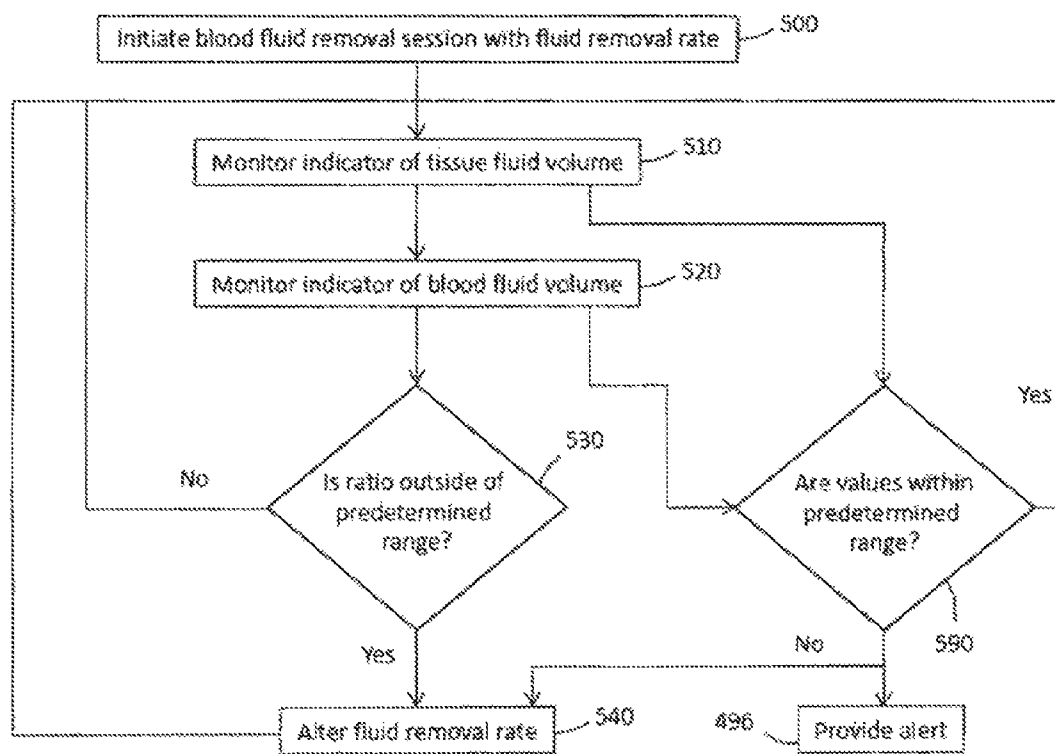 Initiate blood fluid removal session with fluid removal rate
500
Monitor indicator of tissue fluid volume
510
Monitor indicator of blood fluid volume
520
Yes
No
Is ratio outside of
predetermined
range?
530
Are values within
predetermined
range?
590
Yes
No
Alter fluid removal rate
540
496
Provide alert